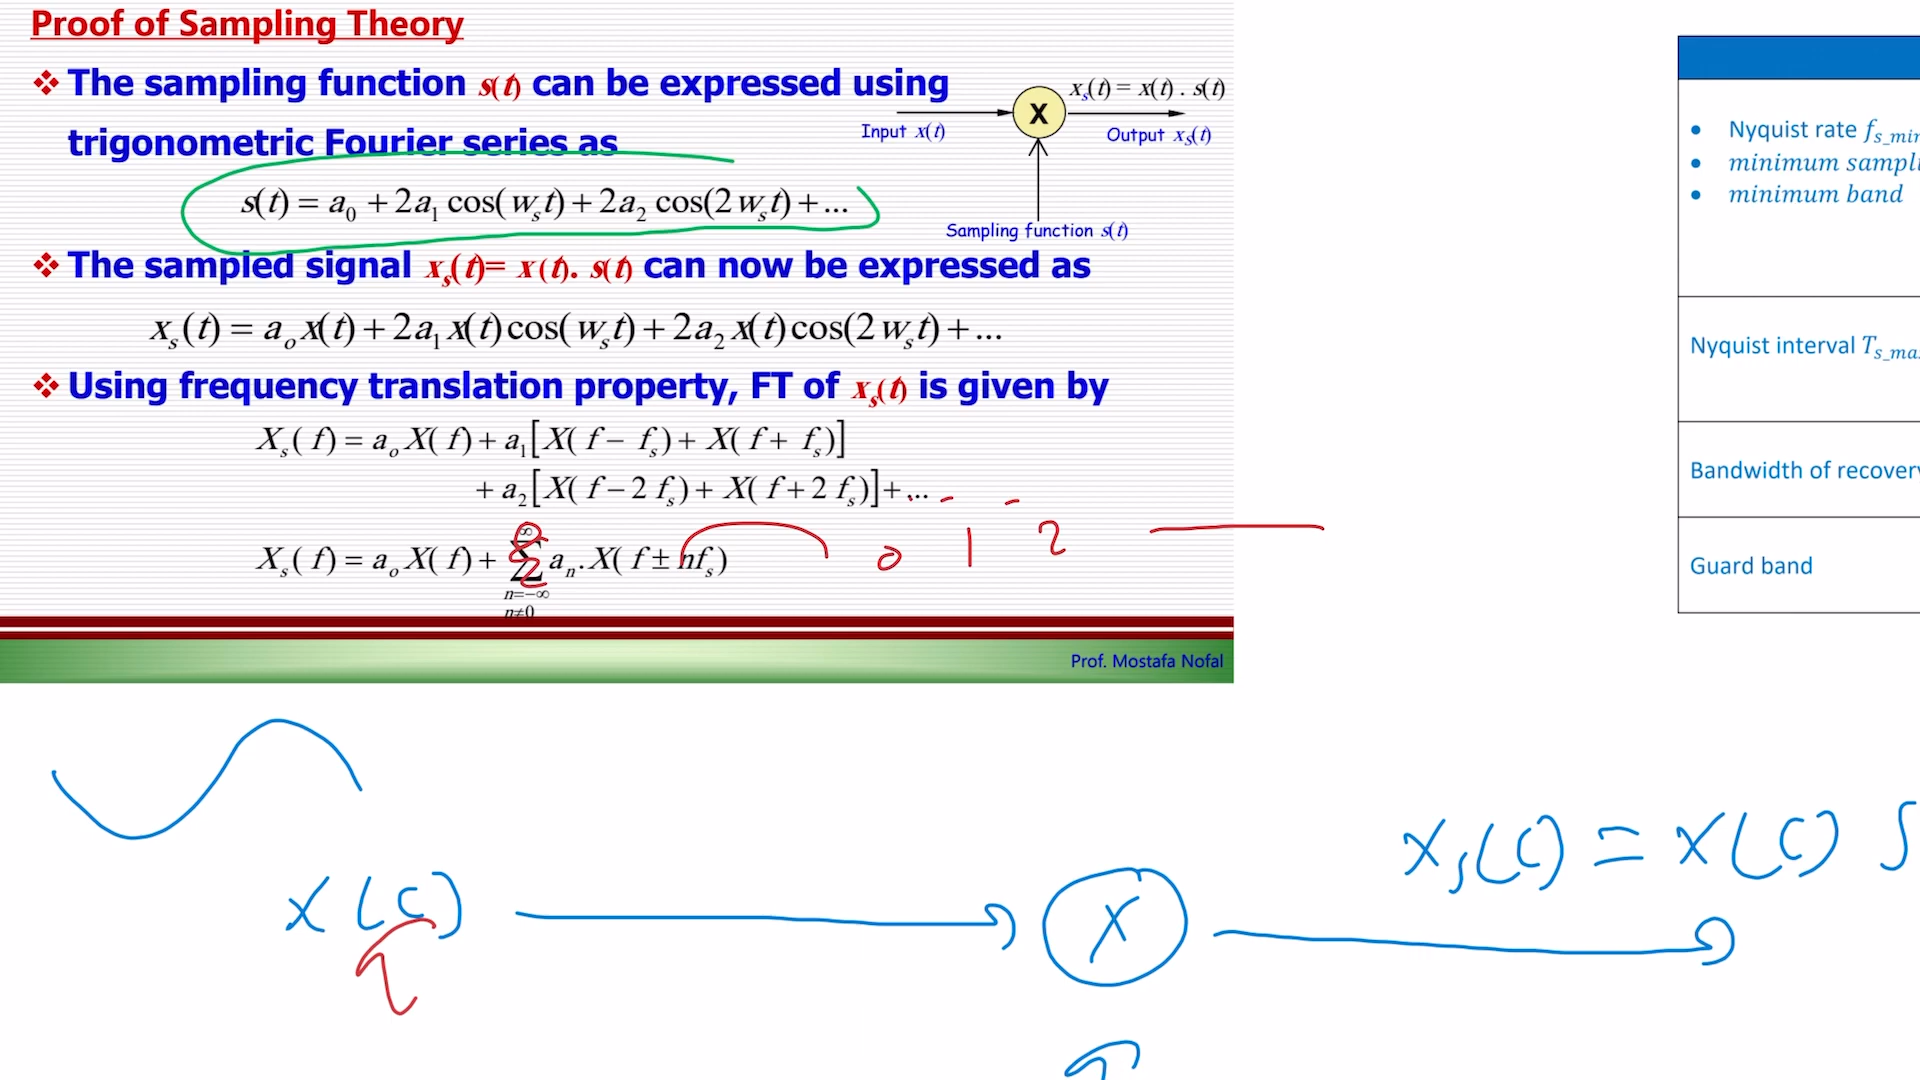 Proof of Sampling Theory
❖ The sampling function s(t) can be expressed using
trigonometric Fourier series as
s(t) = a₀ + 2a₁ cos(wₛt) + 2a₂ cos(2wₛt) + ...
xₛ(t) = x(t) . s(t)
X
Input x(t)
Output xₛ(t)
Sampling function s(t)
❖ The sampled signal xₛ(t)= x(t). s(t) can now be expressed as
xₛ(t) = aₒx(t) + 2a₁x(t)cos(wₛt) + 2a₂x(t)cos(2wₛt) + ...
❖ Using frequency translation property, FT of xₛ(t) is given by
Xₛ(f) = aₒX(f) + a₁[X(f − fₛ) + X(f + fₛ)]
+ a₂[X(f − 2fₛ) + X(f + 2fₛ)] + ...
Xₛ(f) = aₒX(f) + ∑ aₙ.X(f ± nfₛ)
∞
n=−∞
n≠0
0 1 2
Prof. Mostafa Nofal
• Nyquist rate
• minimum
• minimum band
Nyquist interval
Bandwidth of
Guard band
x(t)
X
xₛ(t) = x(t) s